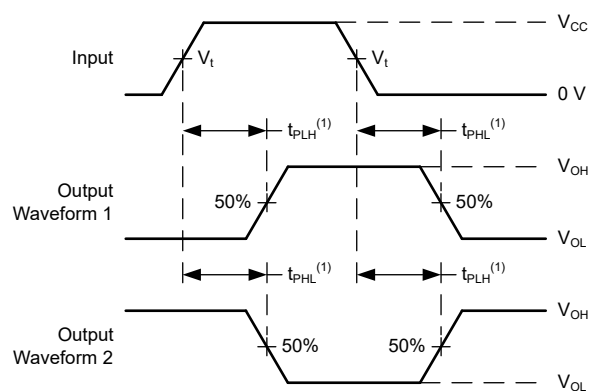 V_CC
Input
V_t
V_t
0 V
t_PLH^(1)
t_PHL^(1)
V_OH
Output
Waveform 1
50%
50%
V_OL
t_PHL^(1)
t_PLH^(1)
V_OH
Output
Waveform 2
50%
50%
V_OL